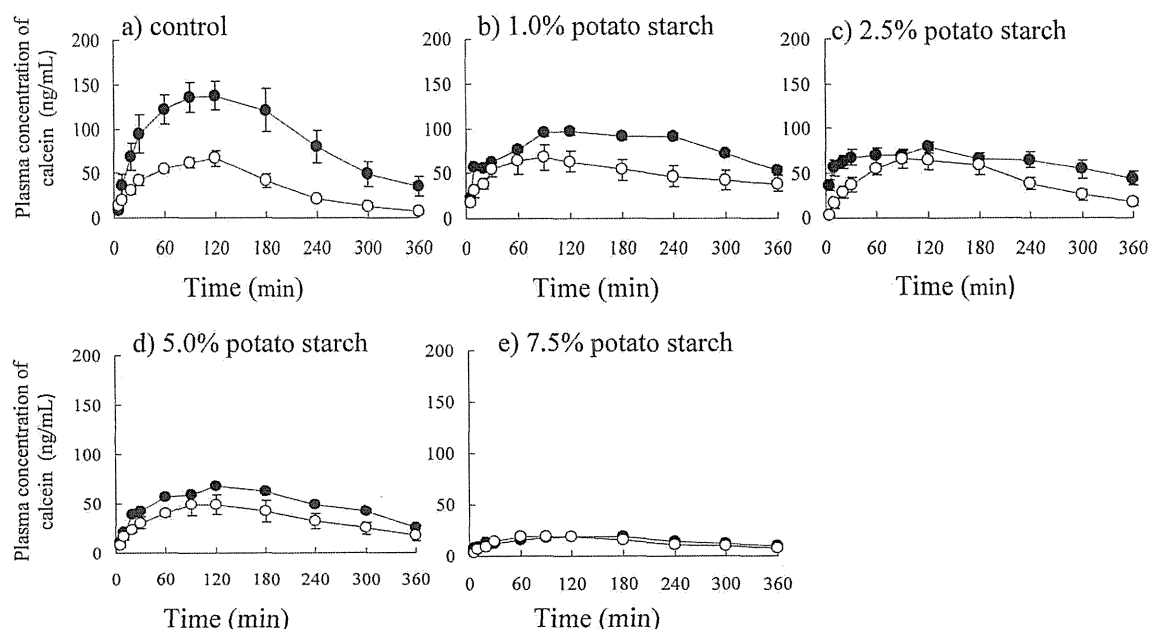 a) control
Plasma concentration of
calcein (ng/mL)
200
150
100
50
0
0 60 120 180 240 300 360
Time (min)
b) 1.0% potato starch
200
150
100
50
0
0 60 120 180 240 300 360
Time (min)
c) 2.5% potato starch
200
150
100
50
0
0 60 120 180 240 300 360
Time (min)
d) 5.0% potato starch
Plasma concentration of
calcein (ng/mL)
200
150
100
50
0
0 60 120 180 240 300 360
Time (min)
e) 7.5% potato starch
200
150
100
50
0
0 60 120 180 240 300 360
Time (min)